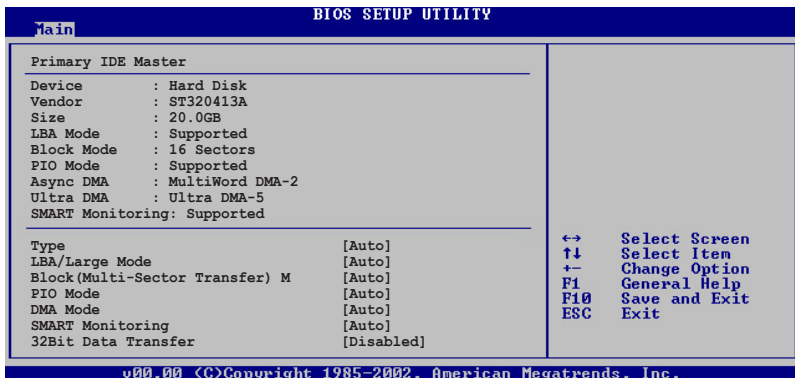 BIOS SETUP UTILITY
Main
Primary IDE Master
Device : Hard Disk
Vendor : ST320413A
Size : 20.0GB
LBA Mode : Supported
Block Mode : 16 Sectors
PIO Mode : Supported
Async DMA : MultiWord DMA-2
Ultra DMA : Ultra DMA-5
SMART Monitoring: Supported
Type [Auto]
LBA/Large Mode [Auto]
Block(Multi-Sector Transfer) M [Auto]
PIO Mode [Auto]
DMA Mode [Auto]
SMART Monitoring [Auto]
32Bit Data Transfer [Disabled]
←→ Select Screen
↑↓ Select Item
+- Change Option
F1 General Help
F10 Save and Exit
ESC Exit
v00.00 (C)Copyright 1985-2002, American Megatrends, Inc.